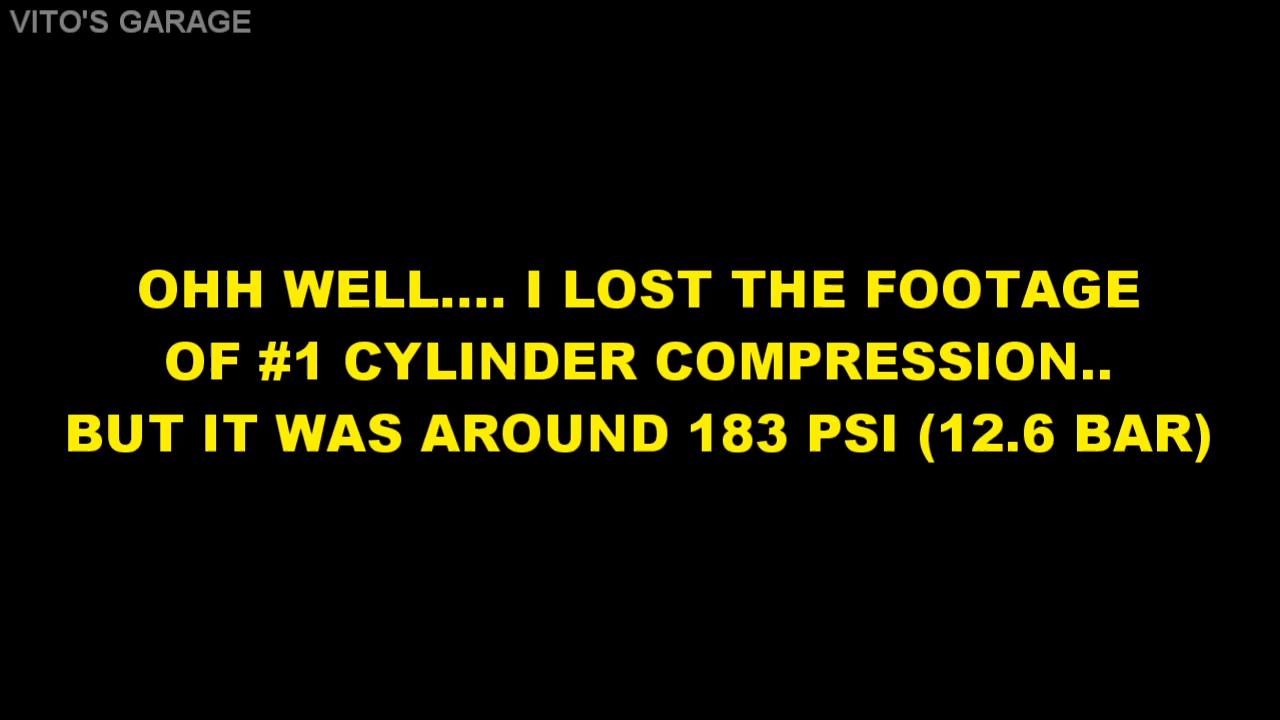 VITO'S GARAGE
OHH WELL.... I LOST THE FOOTAGE
OF #1 CYLINDER COMPRESSION..
BUT IT WAS AROUND 183 PSI (12.6 BAR)